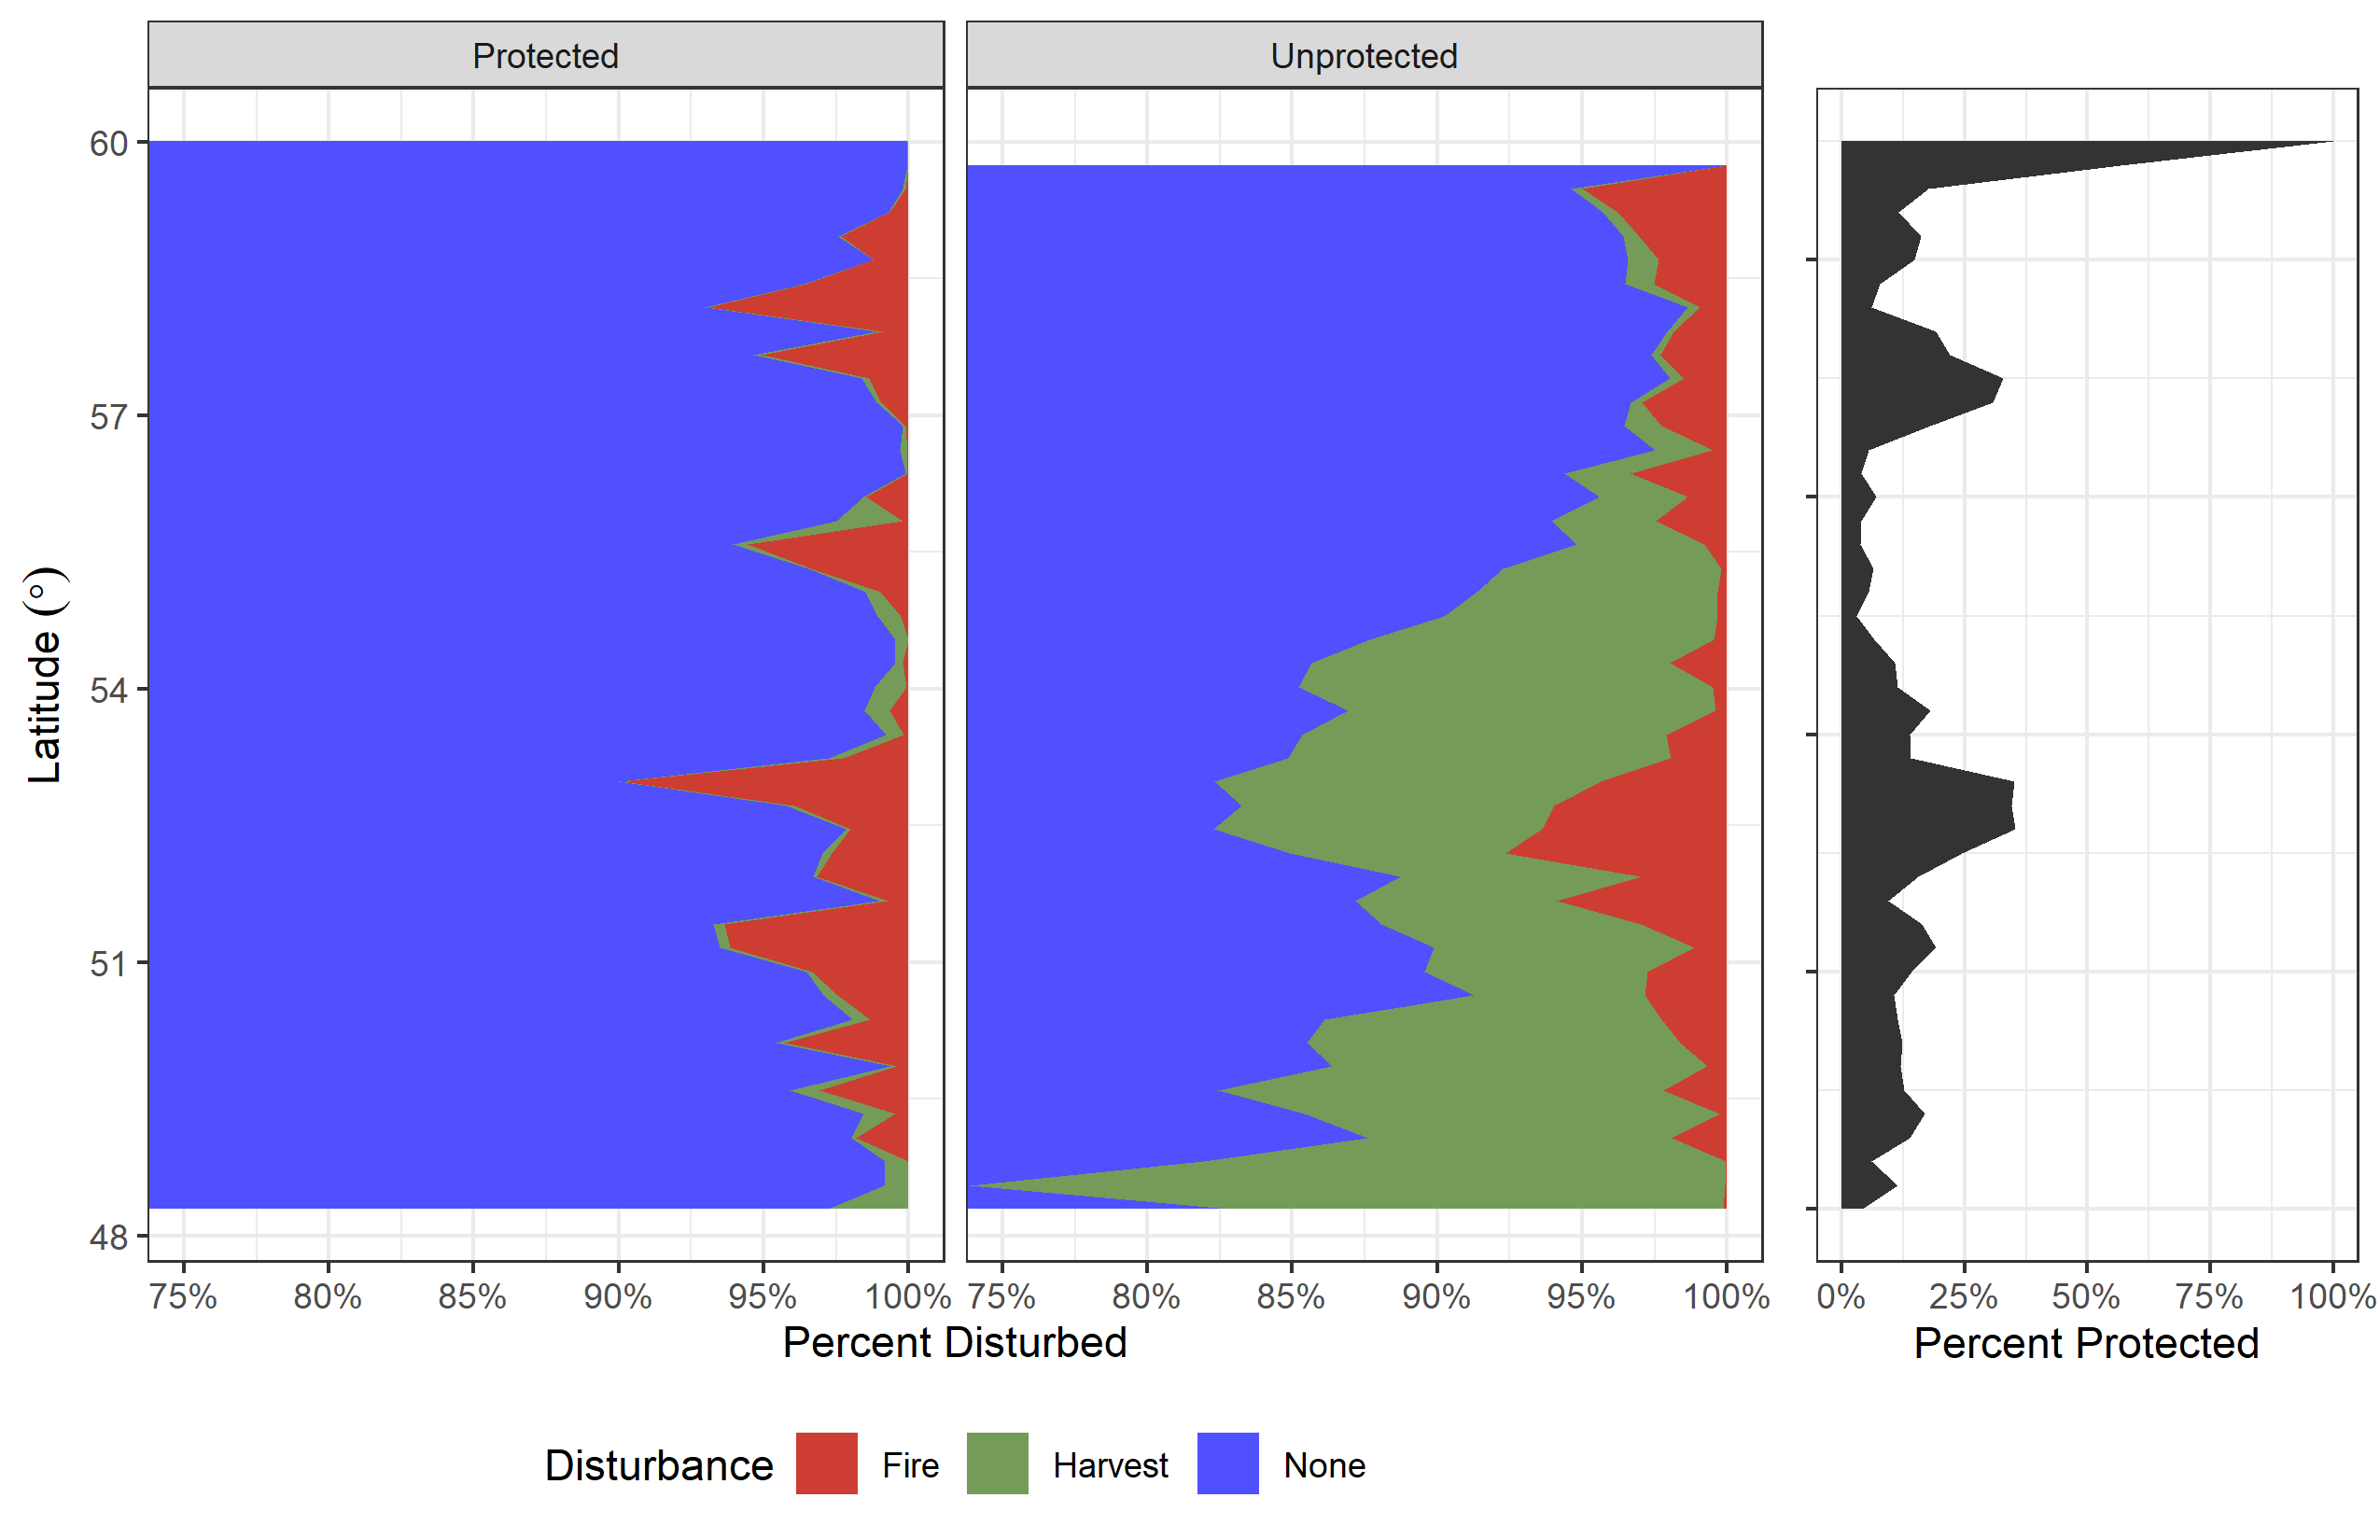 Protected
Unprotected
60
57
54
51
48
Latitude (°)
75% 80% 85% 90% 95% 100%
75% 80% 85% 90% 95% 100%
0% 25% 50% 75% 100%
Percent Disturbed
Percent Protected
Disturbance Fire Harvest None